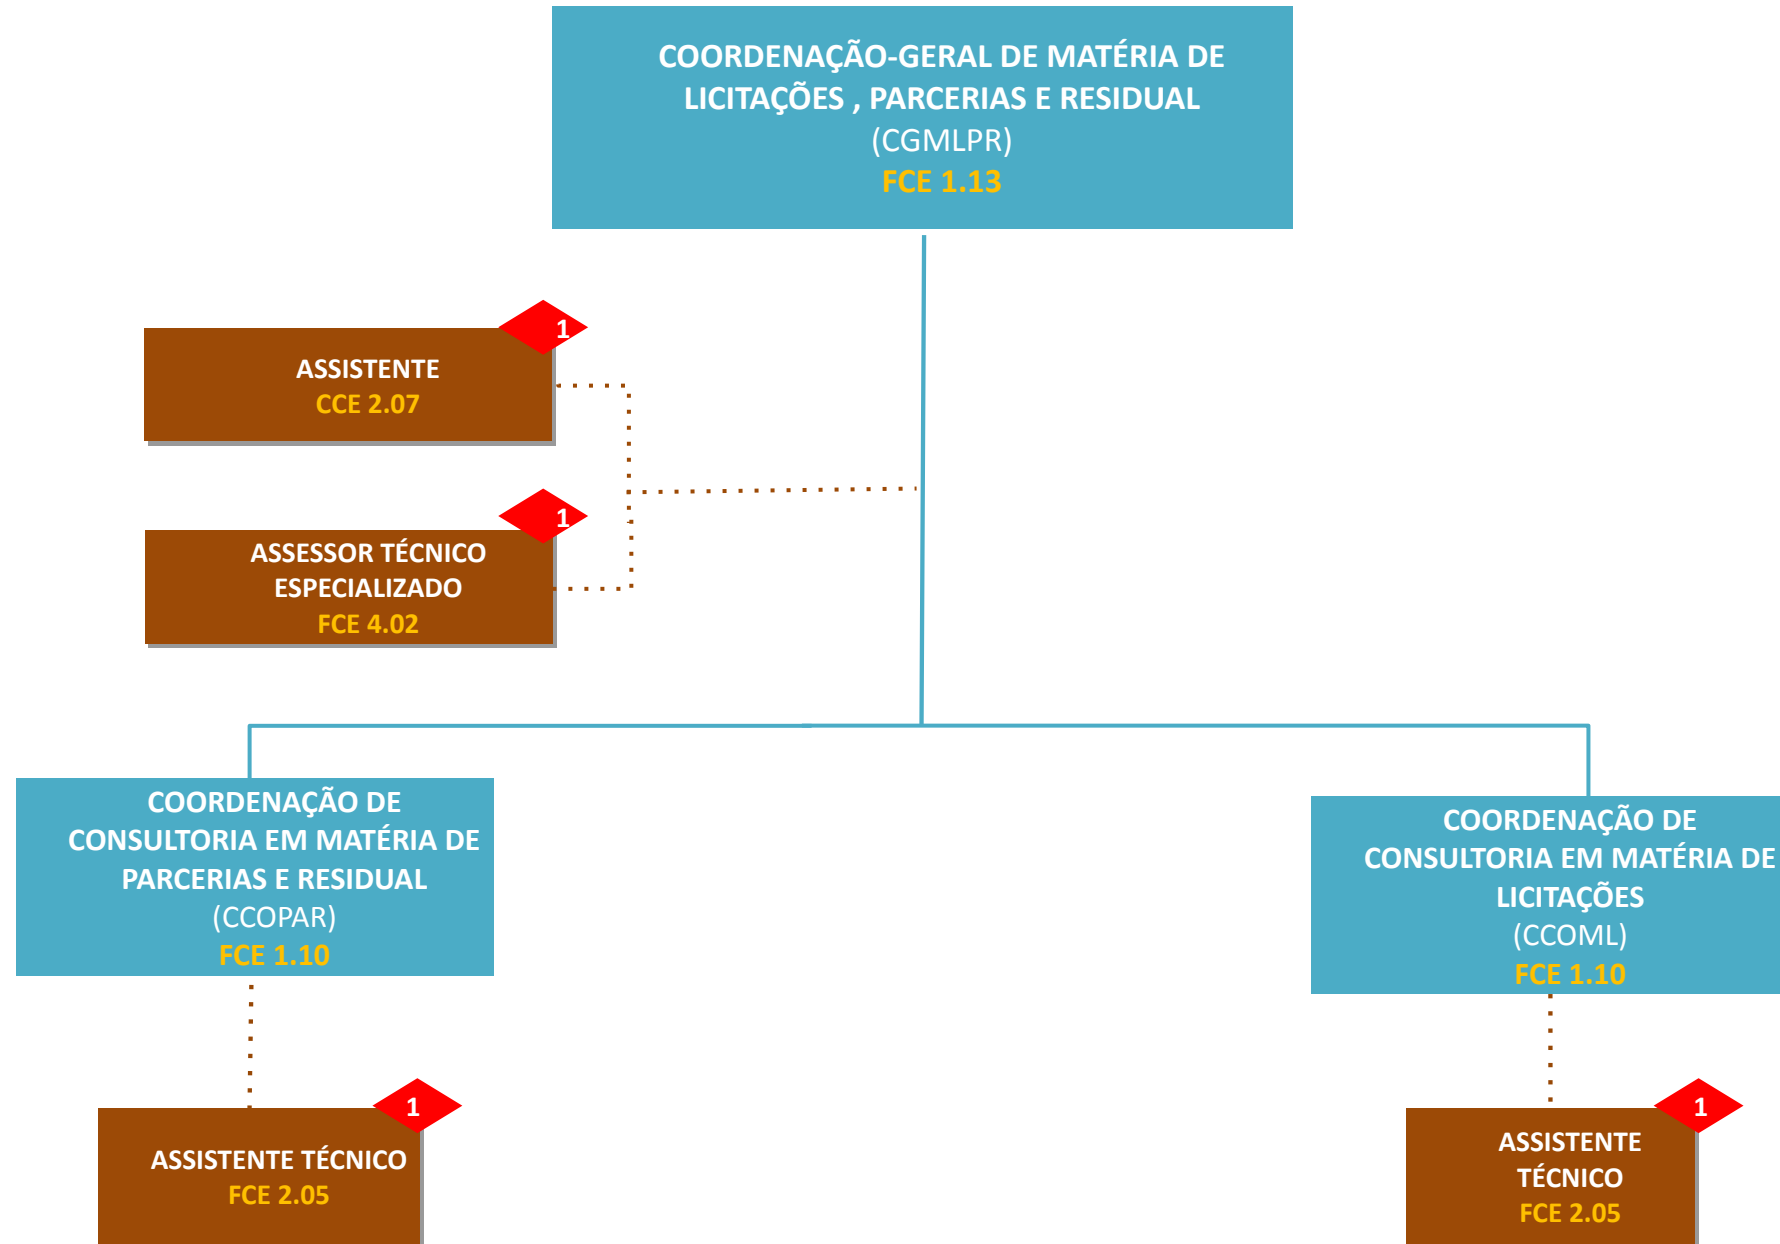 COORDENAÇÃO-GERAL DE MATÉRIA DE
LICITAÇÕES , PARCERIAS E RESIDUAL
(CGMLPR)
FCE 1.13
1
ASSISTENTE
CCE 2.07
1
ASSESSOR TÉCNICO
ESPECIALIZADO
FCE 4.02
COORDENAÇÃO DE
CONSULTORIA EM MATÉRIA DE
PARCERIAS E RESIDUAL
(CCOPAR)
FCE 1.10
COORDENAÇÃO DE
CONSULTORIA EM MATÉRIA DE
LICITAÇÕES
(CCOML)
FCE 1.10
1
ASSISTENTE TÉCNICO
FCE 2.05
1
ASSISTENTE
TÉCNICO
FCE 2.05